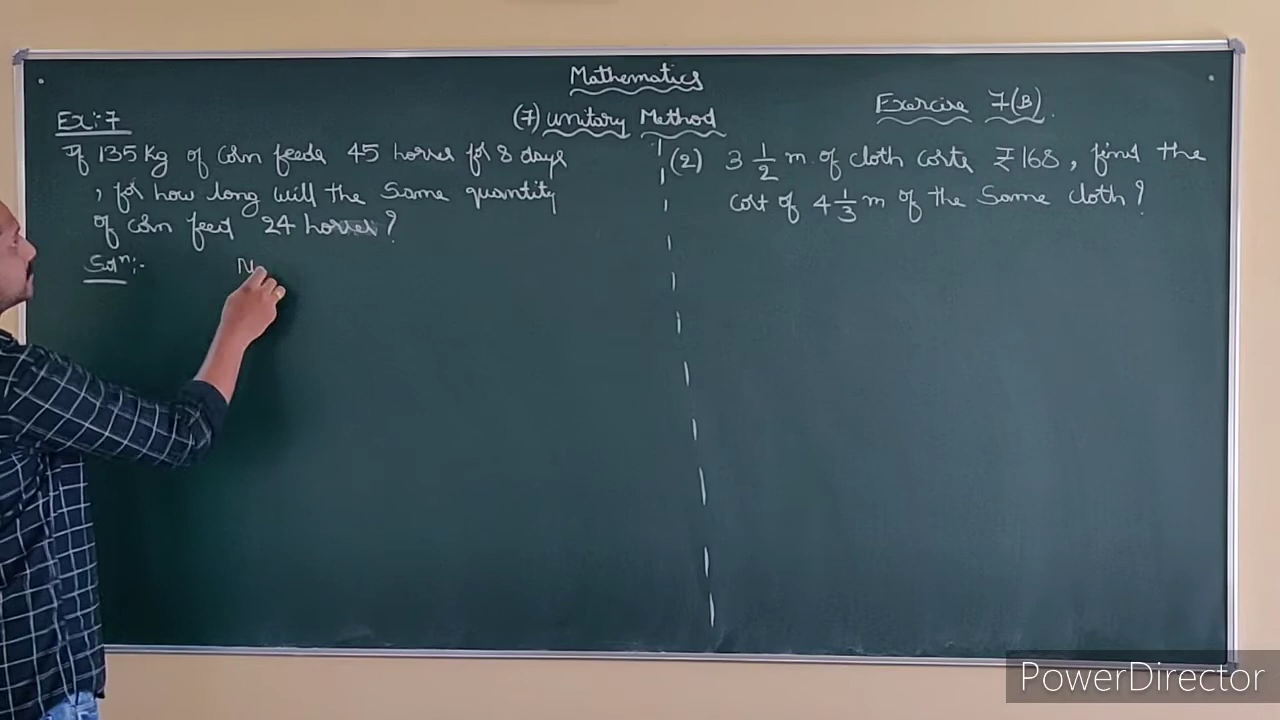 Mathematics
(7) Unitary Method
Ex:-7
If 135 kg of corn feeds 45 horses for 8 days
, for how long will the same quantity
of corn feed 24 horses?
Solⁿ:-
N
Exercise 7(B).
(2) 3 1/2 m of cloth costs ₹168, find the
cost of 4 1/3 m of the same cloth?
PowerDirector